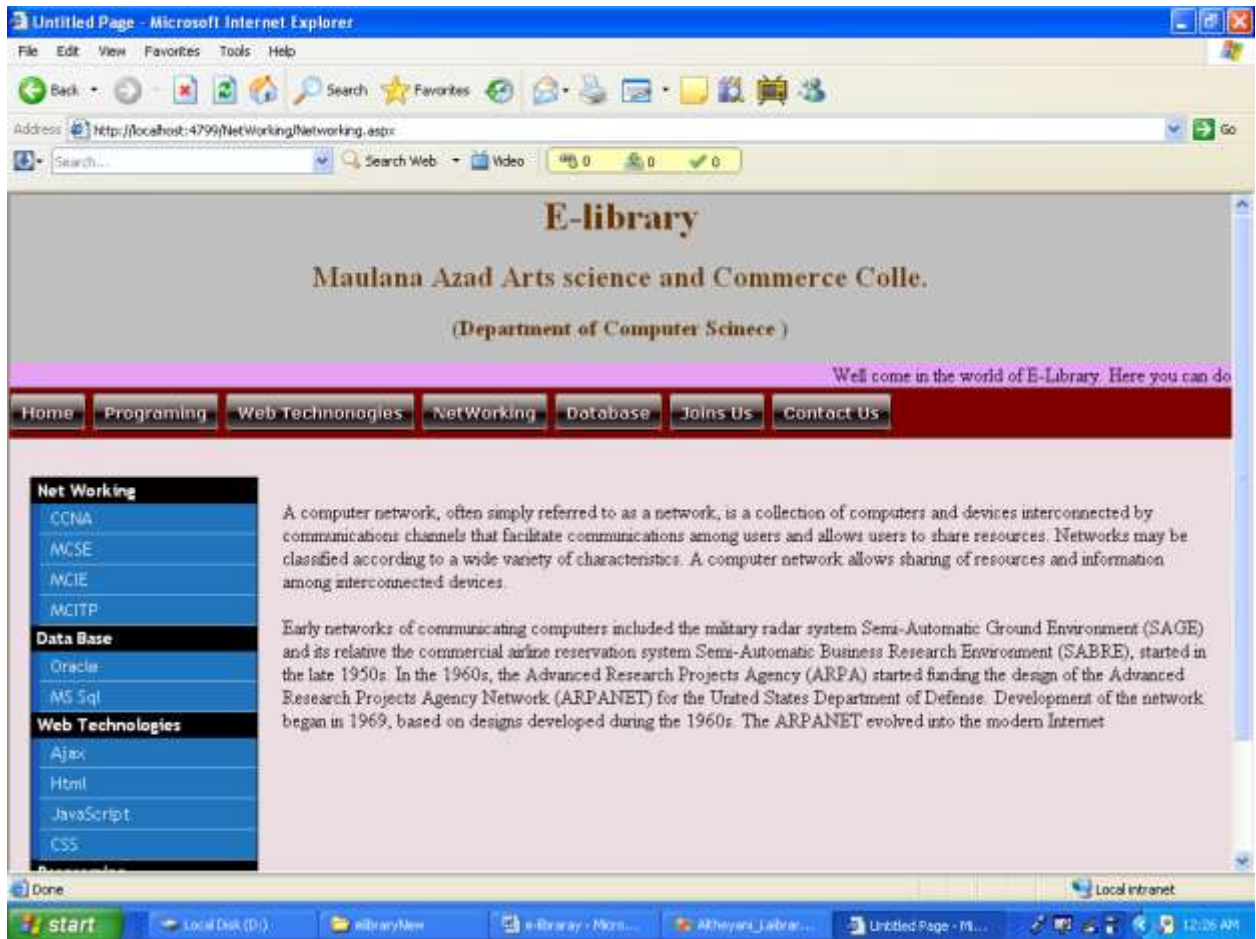 Untitled Page - Microsoft Internet Explorer
File Edit View Favorites Tools Help
Back Search Favorites
Address http://localhost:4799/NetWorking/Networking.aspx Go
Search... Search Web Video 0 0 0
E-library
Maulana Azad Arts science and Commerce Colle.
(Department of Computer Scinece )
Well come in the world of E-Library. Here you can do
Home Programing Web Technonogies NetWorking Database Joins Us Contact Us
Net Working
CCNA
MCSE
MCIE
MCITP
Data Base
Oracle
MS Sql
Web Technologies
Ajax
Html
JavaScript
CSS
A computer network, often simply referred to as a network, is a collection of computers and devices interconnected by
communications channels that facilitate communications among users and allows users to share resources. Networks may be
classified according to a wide variety of characteristics. A computer network allows sharing of resources and information
among interconnected devices.
Early networks of communicating computers included the military radar system Semi-Automatic Ground Environment (SAGE)
and its relative the commercial airline reservation system Semi-Automatic Business Research Environment (SABRE), started in
the late 1950s. In the 1960s, the Advanced Research Projects Agency (ARPA) started funding the design of the Advanced
Research Projects Agency Network (ARPANET) for the United States Department of Defense. Development of the network
began in 1969, based on designs developed during the 1960s. The ARPANET evolved into the modern Internet
Done Local intranet
start Local Disk (D:) elibraryNew e-libraray - Micro... Untitled Page - Mi... 12:06 AM